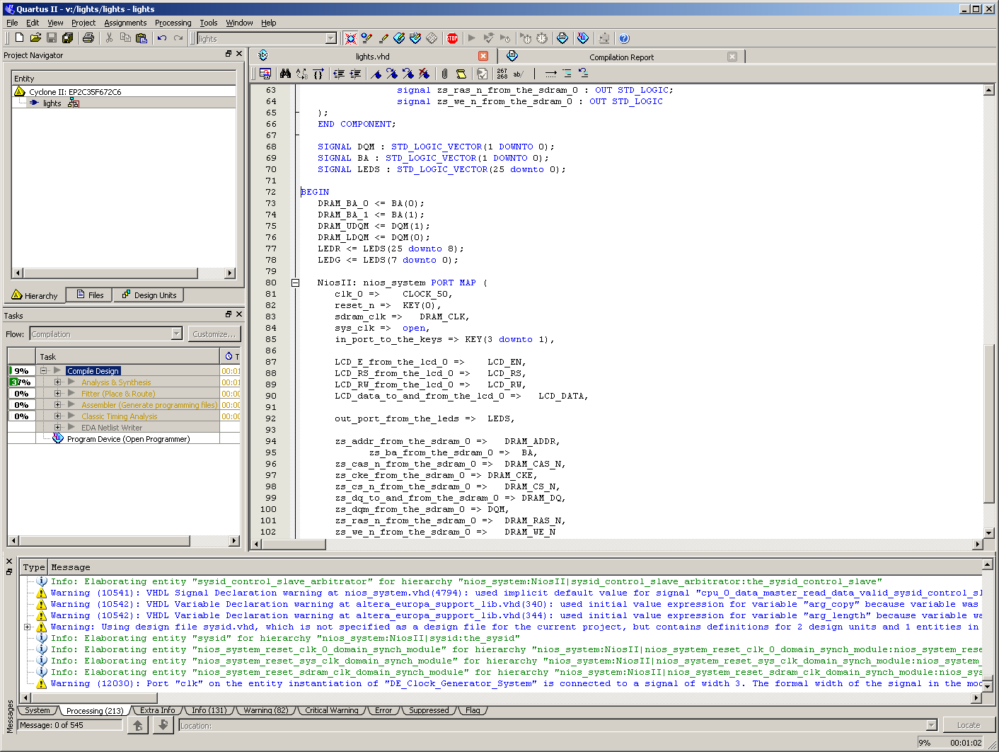 Quartus II - v:/lights/lights - lights
File Edit View Project Assignments Processing Tools Window Help
lights
STOP
Project Navigator
Entity
Cyclone II: EP2C35F672C6
lights
Hierarchy Files Design Units
Tasks
Flow: Compilation Customize...
Task T
9% Compile Design 00:01
37% Analysis & Synthesis 00:01
0% Fitter (Place & Route) 00:00
0% Assembler (Generate programming files) 00:00
0% Classic Timing Analysis 00:00
EDA Netlist Writer
Program Device (Open Programmer)
lights.vhd Compilation Report
267
268 ab/
63 signal zs_ras_n_from_the_sdram_0 : OUT STD_LOGIC;
64 signal zs_we_n_from_the_sdram_0 : OUT STD_LOGIC
65 );
66 END COMPONENT;
67
68 SIGNAL DQM : STD_LOGIC_VECTOR(1 DOWNTO 0);
69 SIGNAL BA : STD_LOGIC_VECTOR(1 DOWNTO 0);
70 SIGNAL LEDS : STD_LOGIC_VECTOR(25 downto 0);
71
72 BEGIN
73 DRAM_BA_0 <= BA(0);
74 DRAM_BA_1 <= BA(1);
75 DRAM_UDQM <= DQM(1);
76 DRAM_LDQM <= DQM(0);
77 LEDR <= LEDS(25 downto 8);
78 LEDG <= LEDS(7 downto 0);
79
80 NiosII: nios_system PORT MAP (
81 clk_0 => CLOCK_50,
82 reset_n => KEY(0),
83 sdram_clk => DRAM_CLK,
84 sys_clk => open,
85 in_port_to_the_keys => KEY(3 downto 1),
86
87 LCD_E_from_the_lcd_0 => LCD_EN,
88 LCD_RS_from_the_lcd_0 => LCD_RS,
89 LCD_RW_from_the_lcd_0 => LCD_RW,
90 LCD_data_to_and_from_the_lcd_0 => LCD_DATA,
91
92 out_port_from_the_leds => LEDS,
93
94 zs_addr_from_the_sdram_0 => DRAM_ADDR,
95 zs_ba_from_the_sdram_0 => BA,
96 zs_cas_n_from_the_sdram_0 => DRAM_CAS_N,
97 zs_cke_from_the_sdram_0 => DRAM_CKE,
98 zs_cs_n_from_the_sdram_0 => DRAM_CS_N,
99 zs_dq_to_and_from_the_sdram_0 => DRAM_DQ,
100 zs_dqm_from_the_sdram_0 => DQM,
101 zs_ras_n_from_the_sdram_0 => DRAM_RAS_N,
102 zs_we_n_from_the_sdram_0 => DRAM_WE_N
Type Message
Info: Elaborating entity "sysid_control_slave_arbitrator" for hierarchy "nios_system:NiosII|sysid_control_slave_arbitrator:the_sysid_control_slave"
Warning (10541): VHDL Signal Declaration warning at nios_system.vhd(4794): used implicit default value for signal "cpu_0_data_master_read_data_valid_sysid_control_sl
Warning (10542): VHDL Variable Declaration warning at altera_europa_support_lib.vhd(340): used initial value expression for variable "arg_copy" because variable was
Warning (10542): VHDL Variable Declaration warning at altera_europa_support_lib.vhd(344): used initial value expression for variable "arg_length" because variable wa
Warning: Using design file sysid.vhd, which is not specified as a design file for the current project, but contains definitions for 2 design units and 1 entities in
Info: Elaborating entity "sysid" for hierarchy "nios_system:NiosII|sysid:the_sysid"
Info: Elaborating entity "nios_system_reset_clk_0_domain_synch_module" for hierarchy "nios_system:NiosII|nios_system_reset_clk_0_domain_synch_module:nios_system_rese
Info: Elaborating entity "nios_system_reset_sys_clk_domain_synch_module" for hierarchy "nios_system:NiosII|nios_system_reset_sys_clk_domain_synch_module:nios_system_
Info: Elaborating entity "nios_system_reset_sdram_clk_domain_synch_module" for hierarchy "nios_system:NiosII|nios_system_reset_sdram_clk_domain_synch_module:nios_sys
Warning (12030): Port "clk" on the entity instantiation of "DE_Clock_Generator_System" is connected to a signal of width 3. The formal width of the signal in the mod
System Processing (213) Extra Info Info (131) Warning (82) Critical Warning Error Suppressed Flag
Messages
Message: 0 of 545 Location: Locate
9% 00:01:02